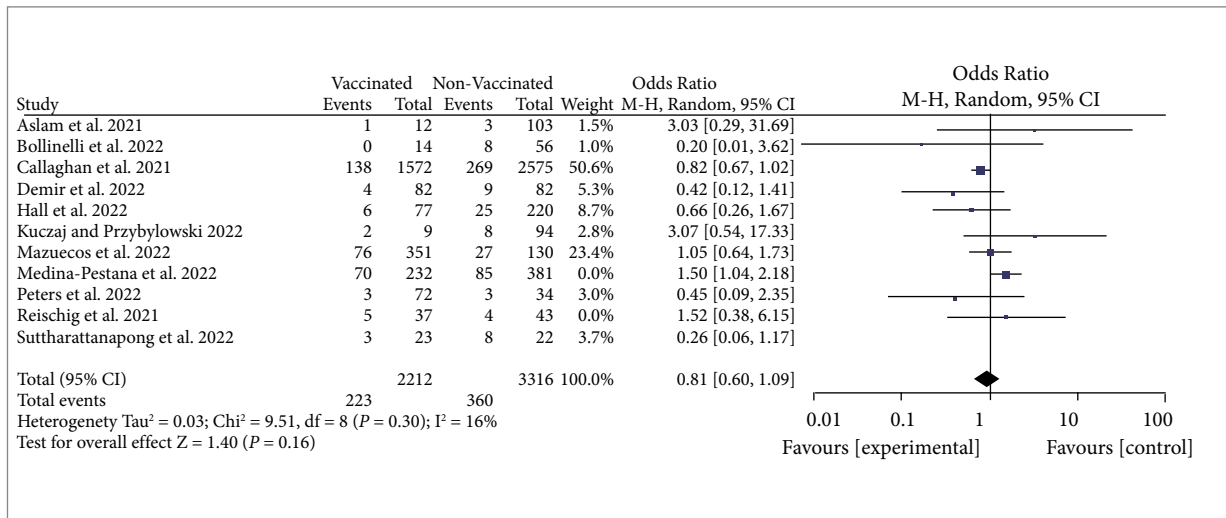 Vaccinated Non-Vaccinated Odds Ratio
Study Events Total Events Total Weight M-H, Random, 95% CI
Aslam et al. 2021 1 12 3 103 1.5% 3.03 [0.29, 31.69]
Bollinelli et al. 2022 0 14 8 56 1.0% 0.20 [0.01, 3.62]
Callaghan et al. 2021 138 1572 269 2575 50.6% 0.82 [0.67, 1.02]
Demir et al. 2022 4 82 9 82 5.3% 0.42 [0.12, 1.41]
Hall et al. 2022 6 77 25 220 8.7% 0.66 [0.26, 1.67]
Kuczaj and Przybylowski 2022 2 9 8 94 2.8% 3.07 [0.54, 17.33]
Mazuecos et al. 2022 76 351 27 130 23.4% 1.05 [0.64, 1.73]
Medina-Pestana et al. 2022 70 232 85 381 0.0% 1.50 [1.04, 2.18]
Peters et al. 2022 3 72 3 34 3.0% 0.45 [0.09, 2.35]
Reischig et al. 2021 5 37 4 43 0.0% 1.52 [0.38, 6.15]
Suttharattanapong et al. 2022 3 23 8 22 3.7% 0.26 [0.06, 1.17]
Total (95% CI) 2212 3316 100.0% 0.81 [0.60, 1.09]
Total events 223 360
Heterogenety Tau² = 0.03; Chi² = 9.51, df = 8 (P = 0.30); I² = 16%
Test for overall effect Z = 1.40 (P = 0.16)
Odds Ratio
M-H, Random, 95% CI
0.01 0.1 1 10 100
Favours [experimental] Favours [control]